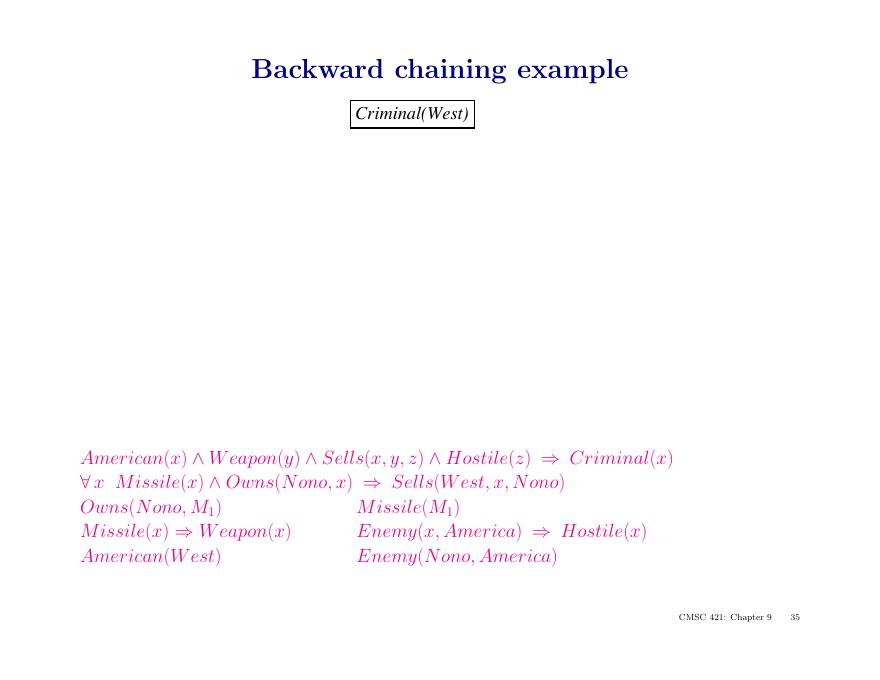 Backward chaining example
Criminal(West)
American(x) ∧ Weapon(y) ∧ Sells(x, y, z) ∧ Hostile(z) ⇒ Criminal(x)
∀ x Missile(x) ∧ Owns(Nono, x) ⇒ Sells(West, x, Nono)
Owns(Nono, M₁) Missile(M₁)
Missile(x) ⇒ Weapon(x) Enemy(x, America) ⇒ Hostile(x)
American(West) Enemy(Nono, America)
CMSC 421: Chapter 9 35